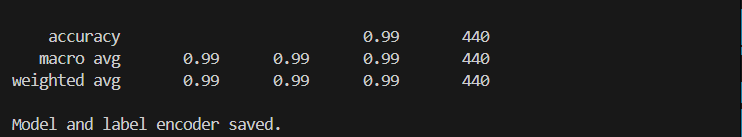 accuracy 0.99 440
macro avg 0.99 0.99 0.99 440
weighted avg 0.99 0.99 0.99 440
Model and label encoder saved.